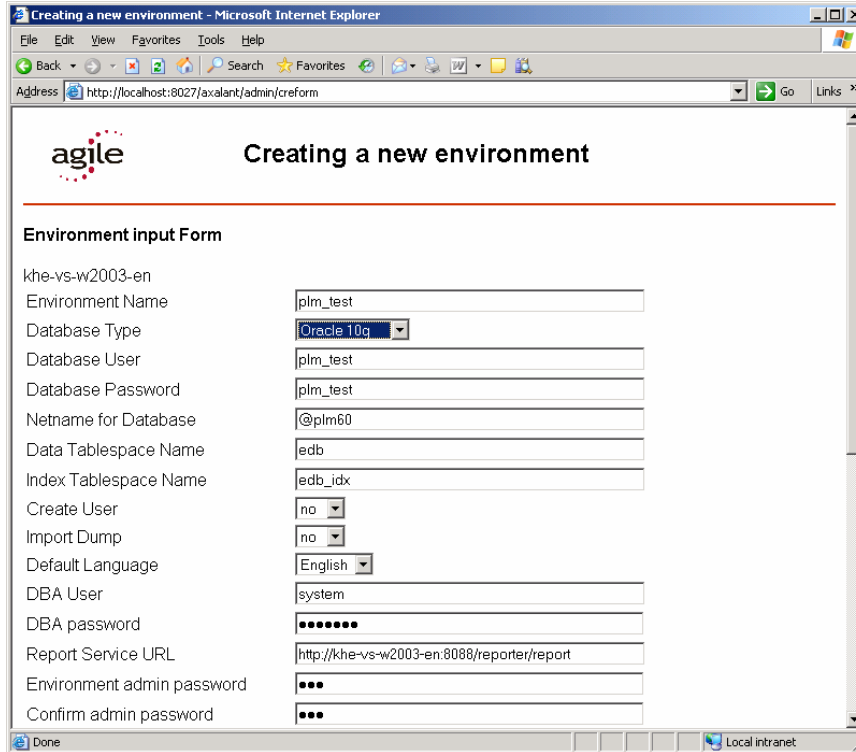 Creating a new environment - Microsoft Internet Explorer
File Edit View Favorites Tools Help
Back Search Favorites
Address http://localhost:8027/axalant/admin/creform Go Links »
agile Creating a new environment
Environment input Form
khe-vs-w2003-en
Environment Name plm_test
Database Type Oracle 10g
Database User plm_test
Database Password plm_test
Netname for Database @plm60
Data Tablespace Name edb
Index Tablespace Name edb_idx
Create User no
Import Dump no
Default Language English
DBA User system
DBA password •••••••
Report Service URL http://khe-vs-w2003-en:8088/reporter/report
Environment admin password •••
Confirm admin password •••
Done Local intranet